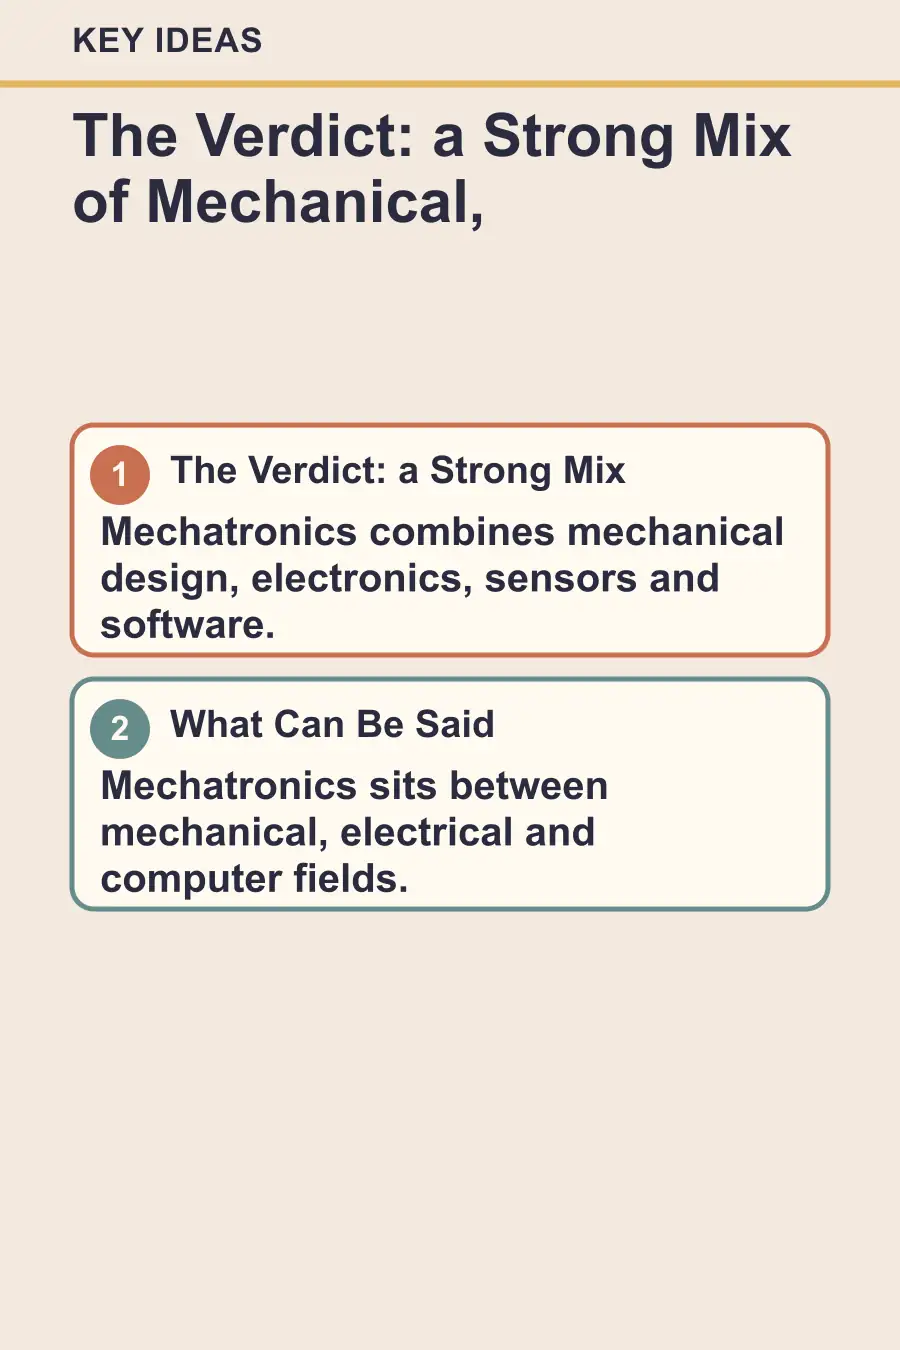 KEY IDEAS
The Verdict: a Strong Mix
of Mechanical,
1 The Verdict: a Strong Mix
Mechatronics combines mechanical
design, electronics, sensors and
software.
2 What Can Be Said
Mechatronics sits between
mechanical, electrical and
computer fields.